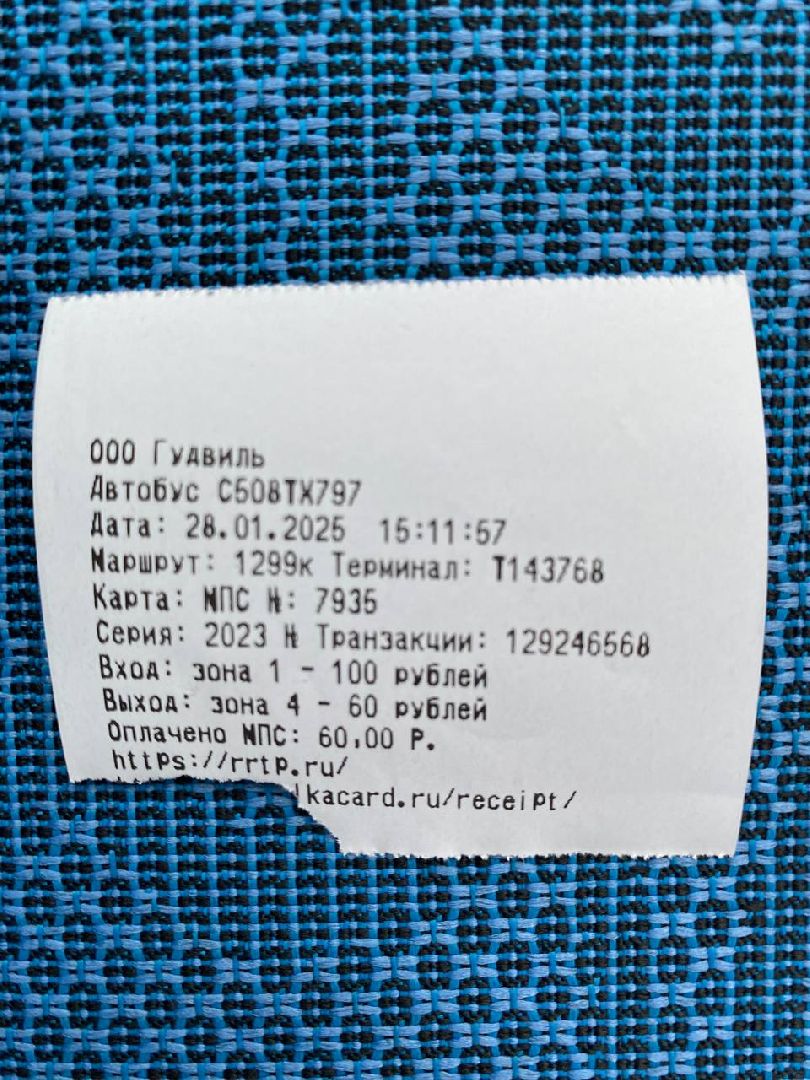 ООО Гудвиль
Автобус С508ТХ797
Дата: 28.01.2025 15:11:57
Маршрут: 1299к Терминал: Т143768
Карта: МПС №: 7935
Серия: 2023 № Транзакции: 129246568
Вход: зона 1 - 100 рублей
Выход: зона 4 - 60 рублей
Оплачено МПС: 60,00 Р.
https://rrtp.ru/
lkacard.ru/receipt/